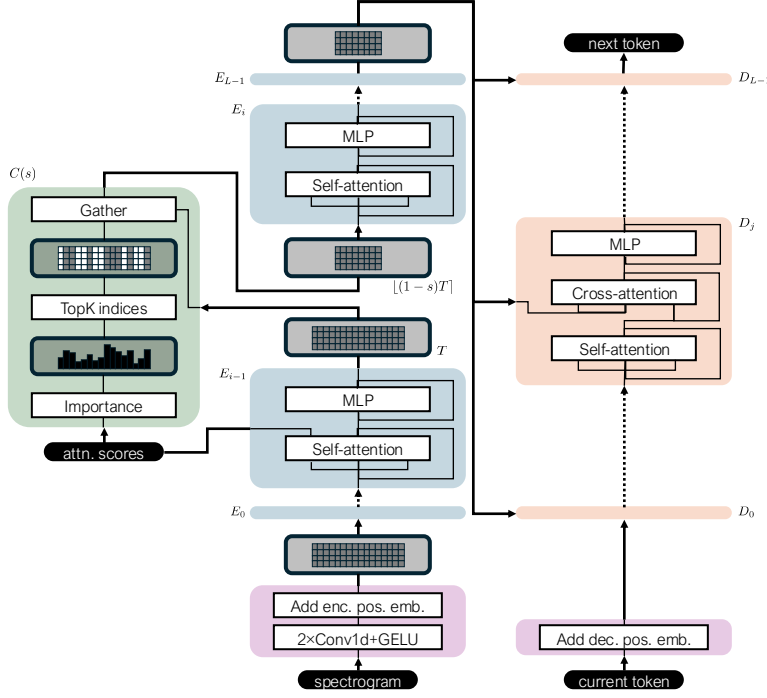 next token
E_{L-1}
D_{L-1}
E_i
MLP
C(s)
Self-attention
Gather
D_j
MLP
⌊(1 − s)T⌉
Cross-attention
TopK indices
T
Self-attention
E_{i-1}
MLP
Importance
Self-attention
attn. scores
E_0
D_0
Add enc. pos. emb.
2×Conv1d+GELU
Add dec. pos. emb.
spectrogram
current token